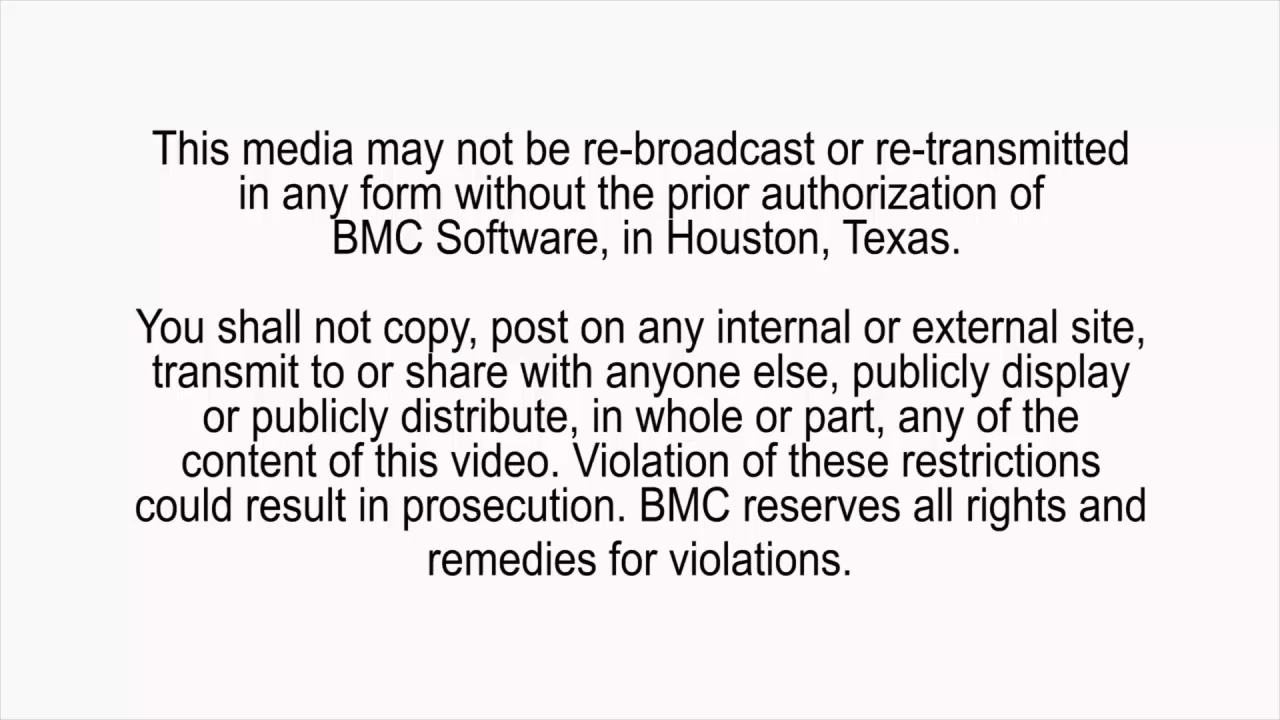 This media may not be re-broadcast or re-transmitted
in any form without the prior authorization of
BMC Software, in Houston, Texas.
You shall not copy, post on any internal or external site,
transmit to or share with anyone else, publicly display
or publicly distribute, in whole or part, any of the
content of this video. Violation of these restrictions
could result in prosecution. BMC reserves all rights and
remedies for violations.